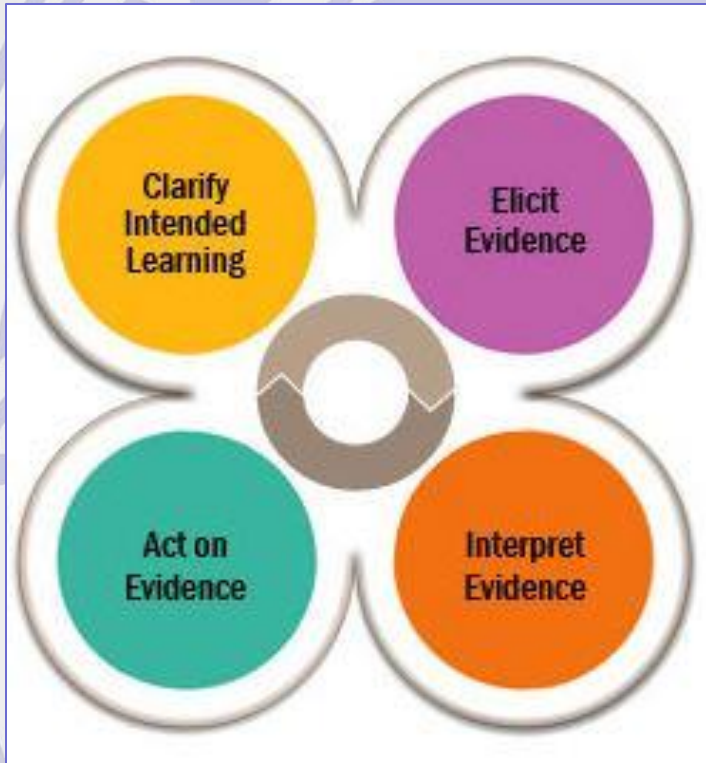 Clarify
Intended
Learning
Elicit
Evidence
Act on
Evidence
Interpret
Evidence